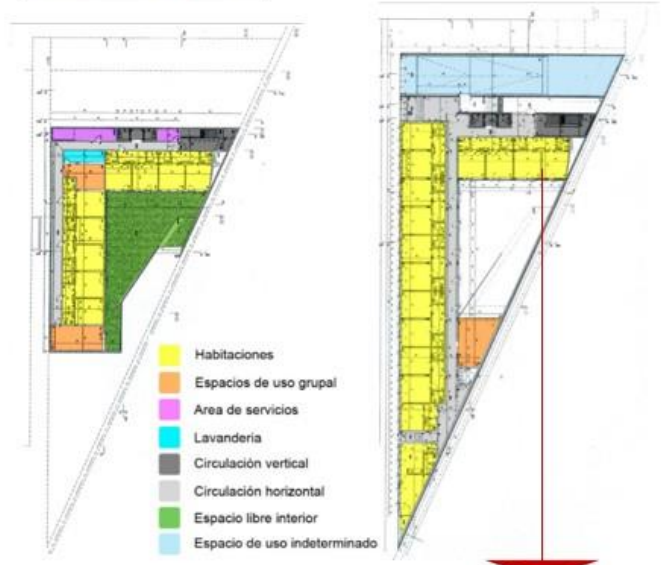 Habitaciones
Espacios de uso grupal
Area de servicios
Lavanderia
Circulación vertical
Circulación horizontal
Espacio libre interior
Espacio de uso indeterminado